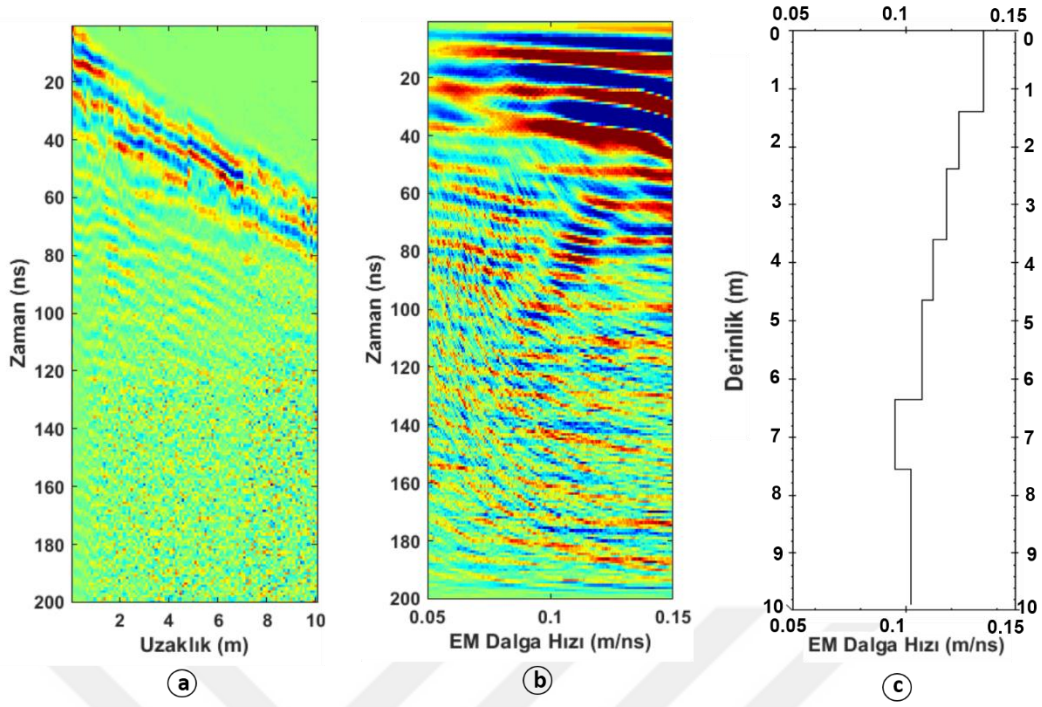 20
40
60
80
100
120
140
160
180
200
Zaman (ns)
2 4 6 8 10
Uzaklık (m)
a
20
40
60
80
100
120
140
160
180
200
Zaman (ns)
0.05 0.1 0.15
EM Dalga Hızı (m/ns)
b
0.05 0.1 0.15
0 0
1 1
2 2
3 3
4 4
5 5
6 6
7 7
8 8
9 9
10 10
Derinlik (m)
0.05 0.1 0.15
EM Dalga Hızı (m/ns)
c